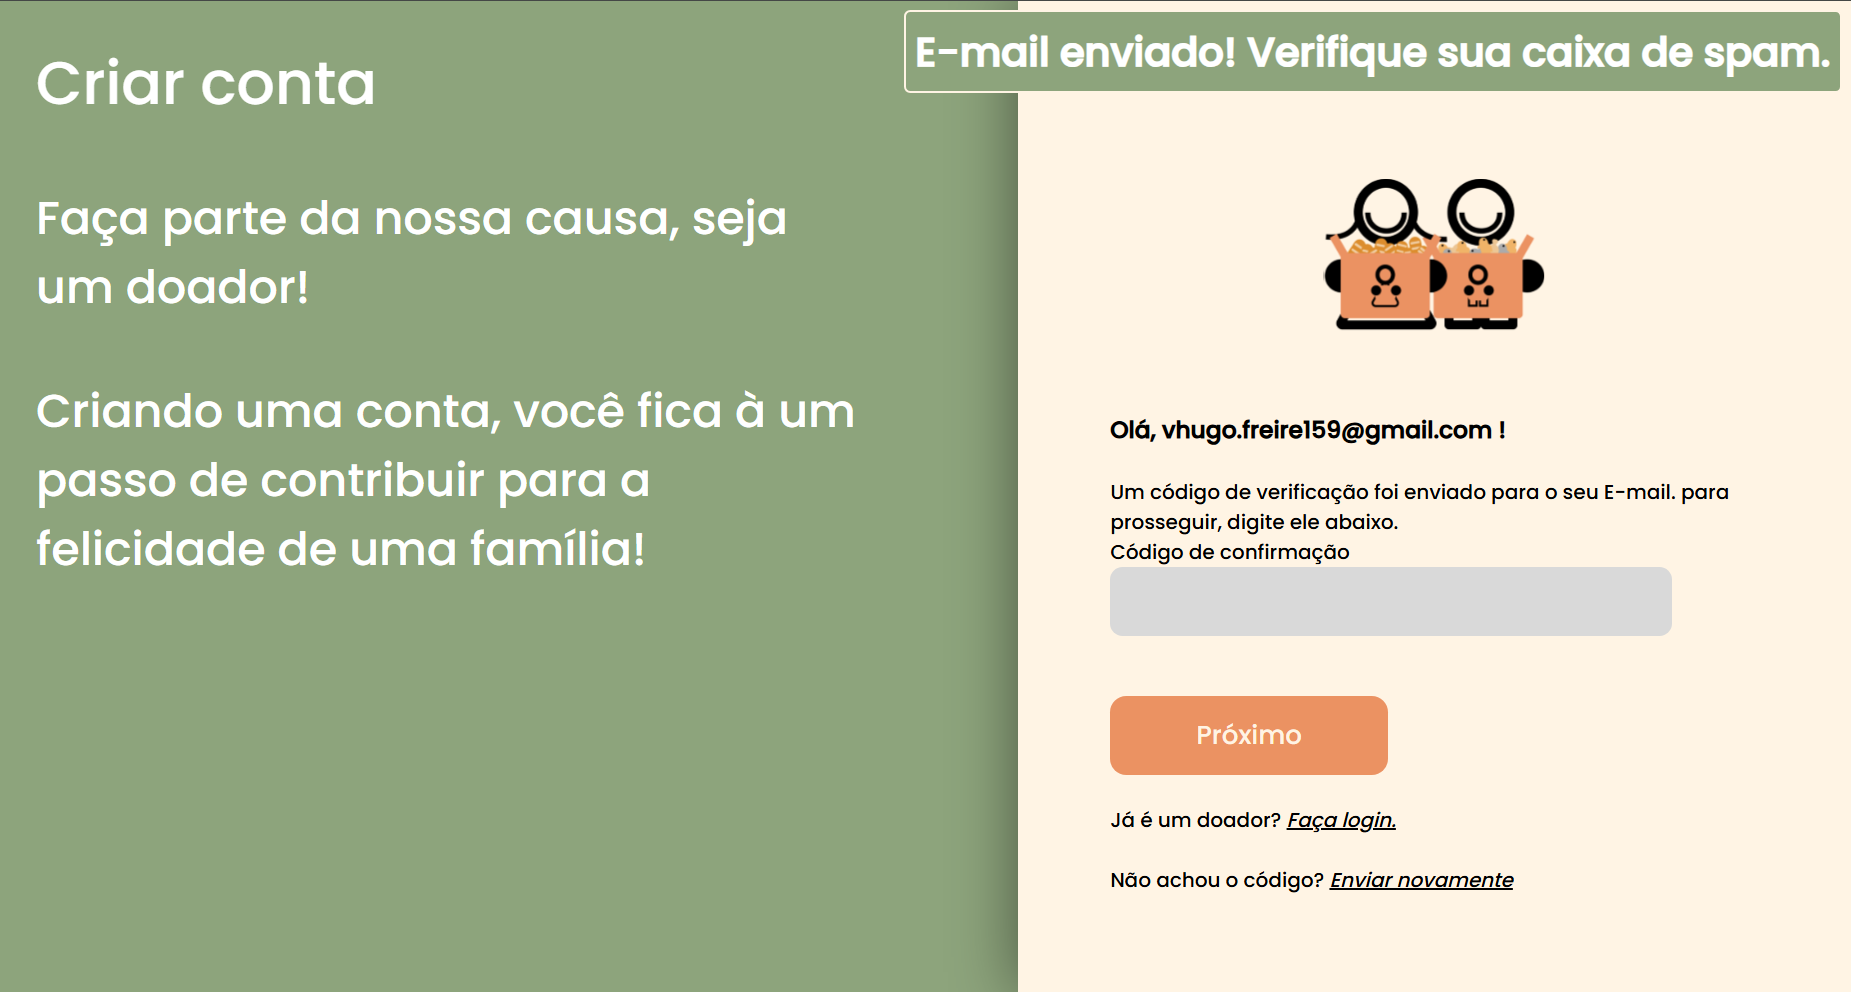 Criar conta
Faça parte da nossa causa, seja
um doador!
Criando uma conta, você fica à um
passo de contribuir para a
felicidade de uma família!
E-mail enviado! Verifique sua caixa de spam.
Olá, vhugo.freire159@gmail.com !
Um código de verificação foi enviado para o seu E-mail. para
prosseguir, digite ele abaixo.
Código de confirmação
Próximo
Já é um doador? Faça login.
Não achou o código? Enviar novamente